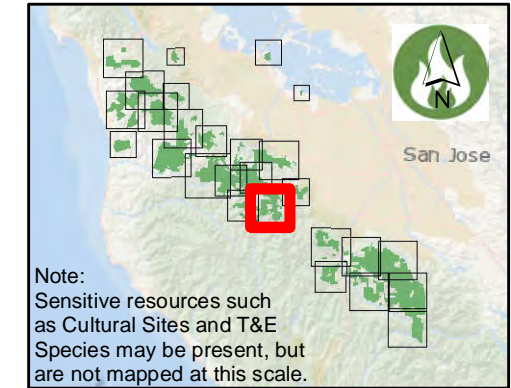 N
San Jose
Note:
Sensitive resources such
as Cultural Sites and T&E
Species may be present, but
are not mapped at this scale.